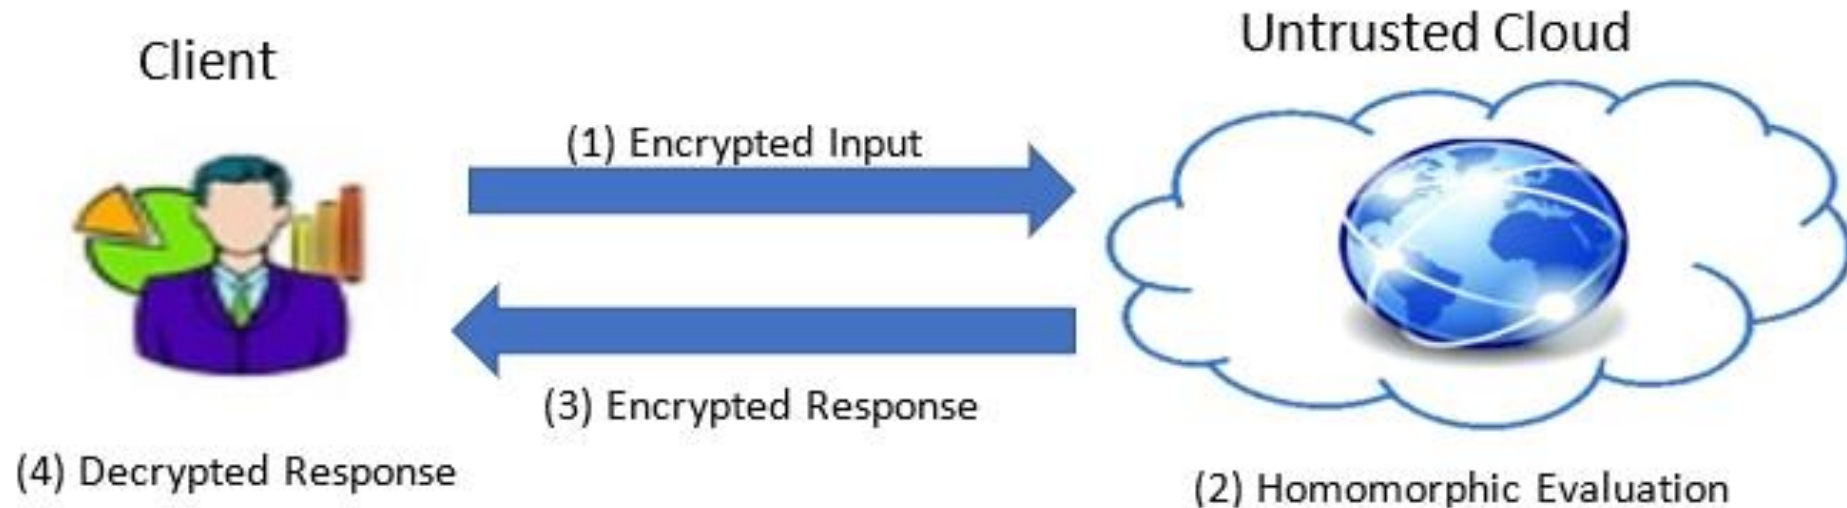 Client
Untrusted Cloud
(1) Encrypted Input
(3) Encrypted Response
(4) Decrypted Response
(2) Homomorphic Evaluation